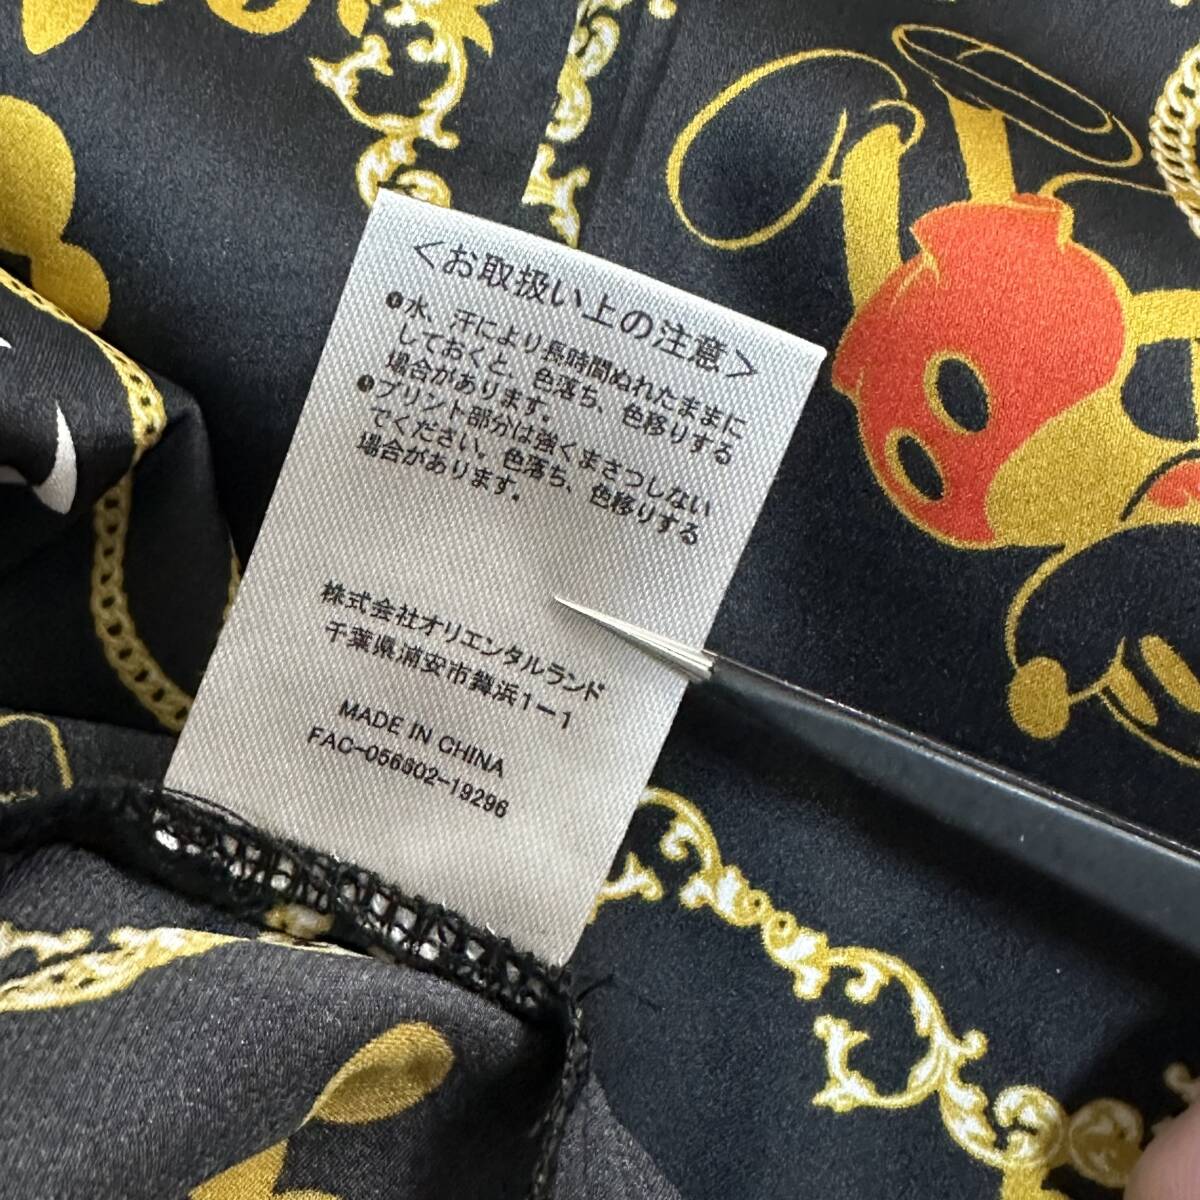 <お取扱い上の注意>
●水、汗により長時間ぬれたままに
しておくと、色落ち、色移りする
場合があります。
●プリント部分は強くまさつしない
でください。色落ち、色移りする
場合があります。
株式会社オリエンタルランド
千葉県浦安市舞浜1ー1
MADE IN CHINA
FAC-056802-19296